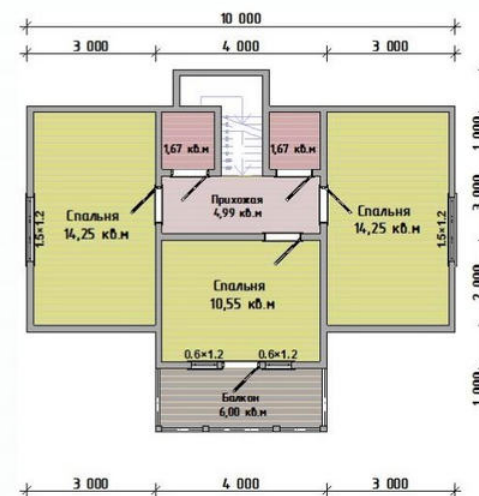 10 000
3 000 4 000 3 000
1,67 кв.м 1,67 кв.м
1 000
Прихожая
4,99 кв.м
Спальня
14,25 кв.м
Спальня
14,25 кв.м
1.5×1.2
1.5×1.2
3 000
Спальня
10,55 кв.м
2 000
0.6×1.2 0.6×1.2
Балкон
6,00 кв.м
1 000
3 000 4 000 3 000